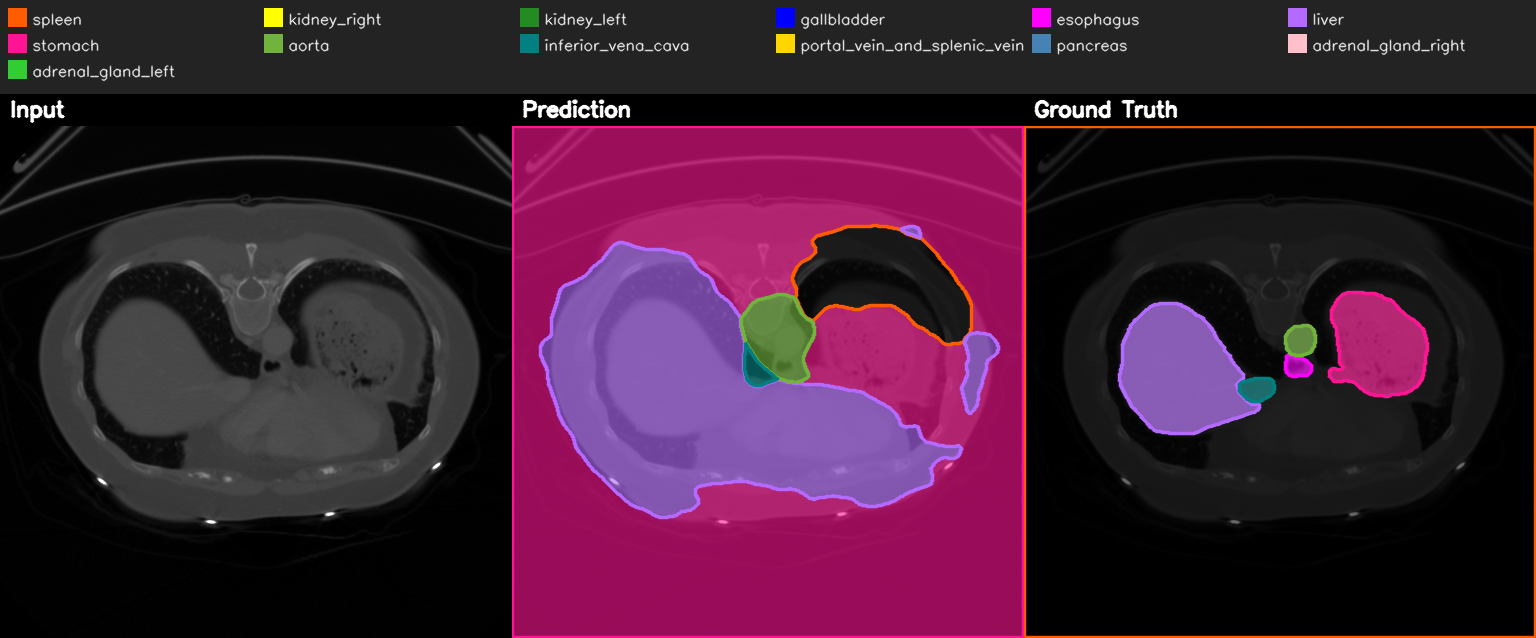 spleen kidney_right kidney_left gallbladder esophagus liver
stomach aorta inferior_vena_cava portal_vein_and_splenic_vein pancreas adrenal_gland_right
adrenal_gland_left
Input Prediction Ground Truth